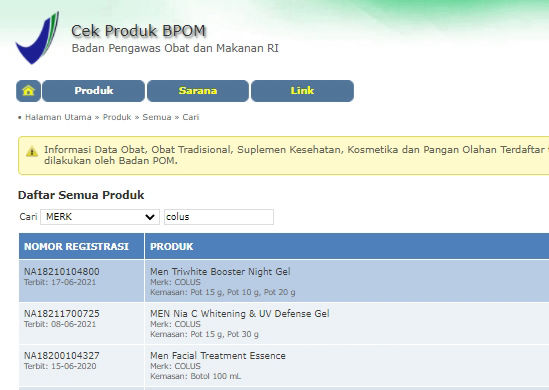 Cek Produk BPOM
Badan Pengawas Obat dan Makanan RI
Produk Sarana Link
• Halaman Utama » Produk » Semua » Cari
Informasi Data Obat, Obat Tradisional, Suplemen Kesehatan, Kosmetika dan Pangan Olahan Terdaftar
dilakukan oleh Badan POM.
Daftar Semua Produk
Cari MERK colus
NOMOR REGISTRASI PRODUK
NA18210104800 Men Triwhite Booster Night Gel
Terbit: 17-06-2021 Merk: COLUS
Kemasan: Pot 15 g, Pot 10 g, Pot 20 g
NA18211700725 MEN Nia C Whitening & UV Defense Gel
Terbit: 08-06-2021 Merk: COLUS
Kemasan: Pot 15 g, Pot 30 g
NA18200104327 Men Facial Treatment Essence
Terbit: 15-06-2020 Merk: COLUS
Kemasan: Botol 100 mL